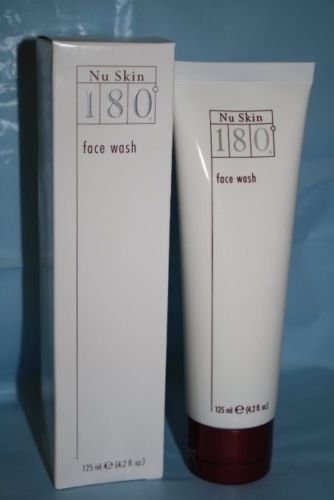 Nu Skin
180°
face wash
125 ml e (4.2 fl. oz.)
Nu Skin
180°
face wash
125 ml e (4.2 fl. oz.)